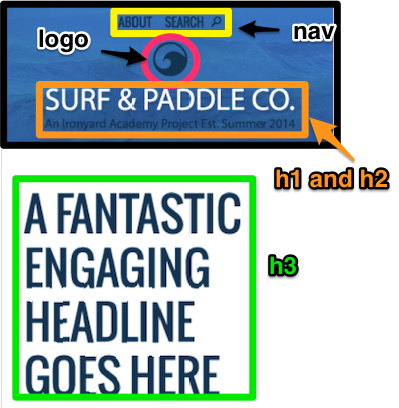 ABOUT SEARCH
logo
nav
SURF & PADDLE CO.
An Ironyard Academy Project Est. Summer 2014
h1 and h2
A FANTASTIC
ENGAGING
HEADLINE
GOES HERE
h3